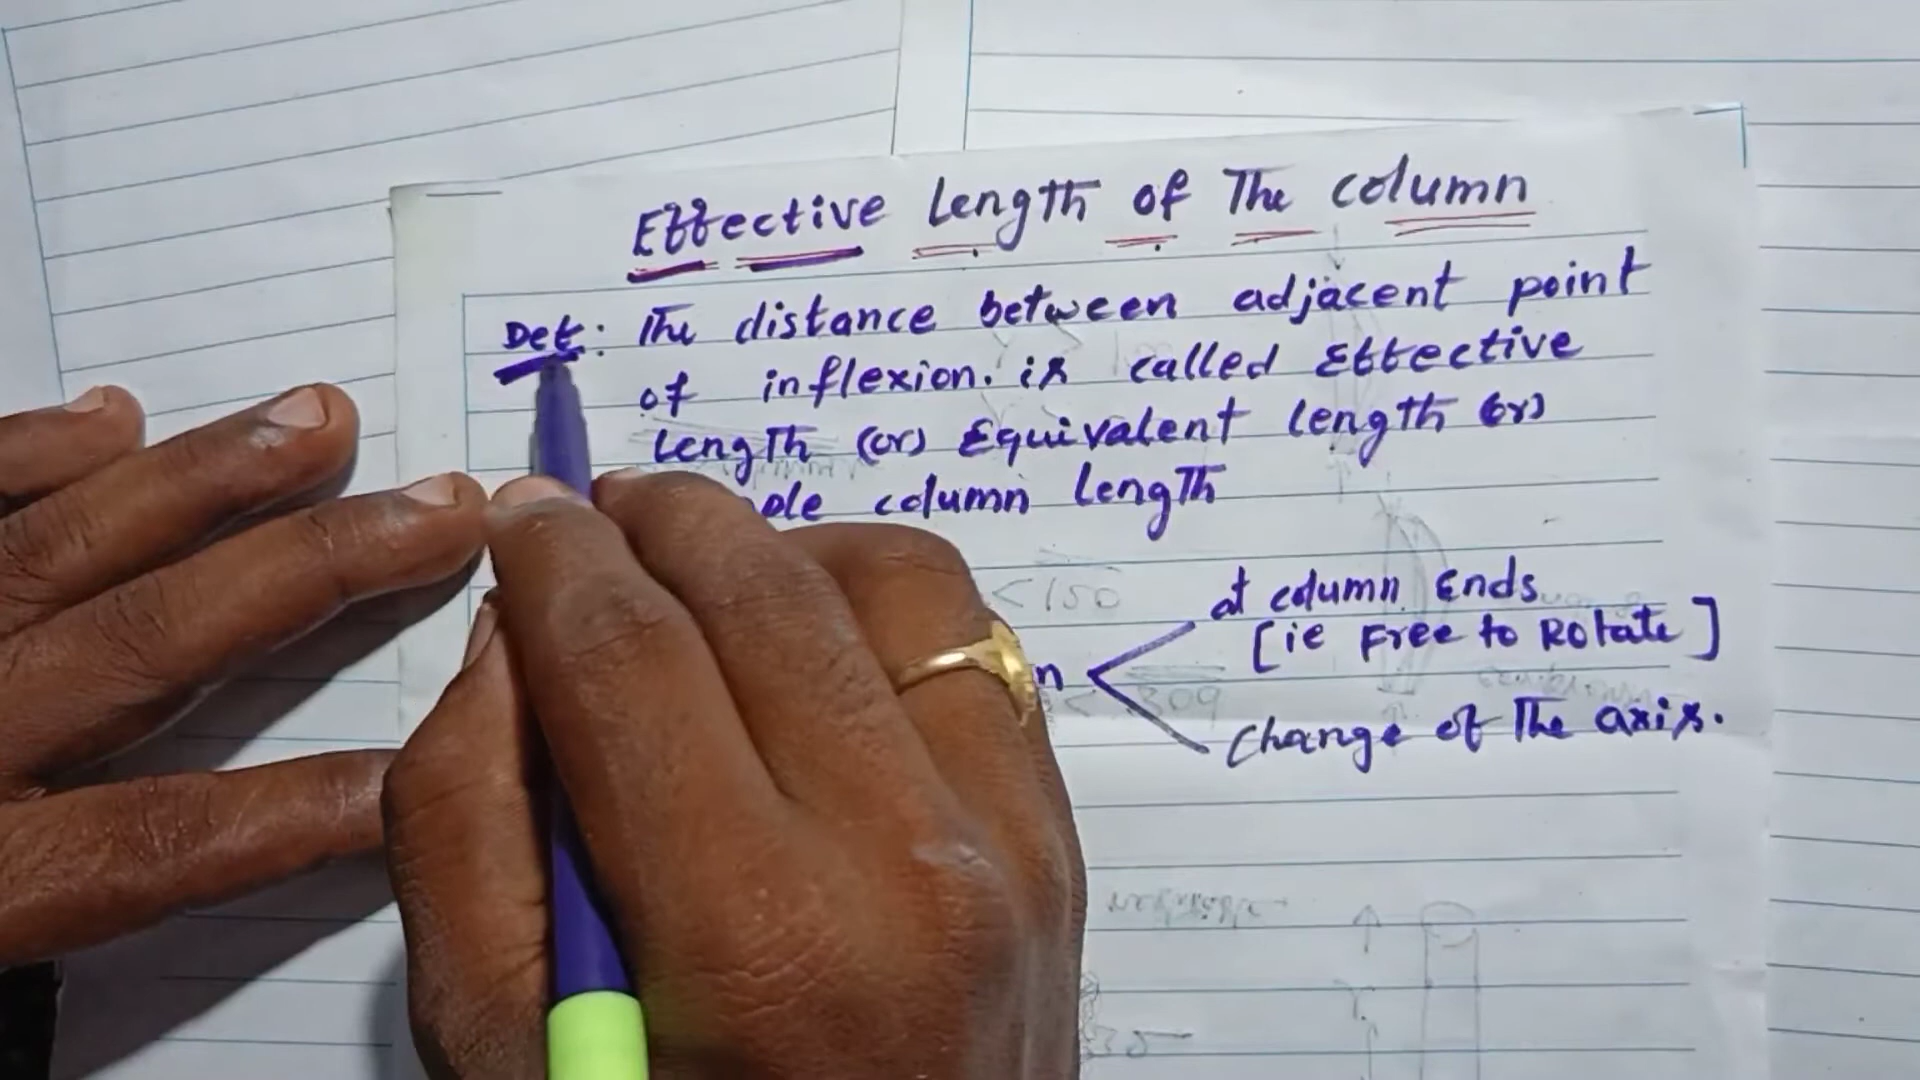 Effective Length of The column
Def: The distance between adjacent point
of inflexion. is called Effective
Length (or) Equivalent length (or)
column Length
at column Ends
[ie Free to Rotate]
Change of The axis.